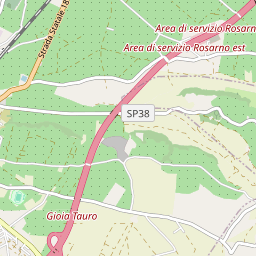 Area di servizio Rosarno
Area di servizio Rosarno est
Strada Statale 18
SP38
Gioia Tauro